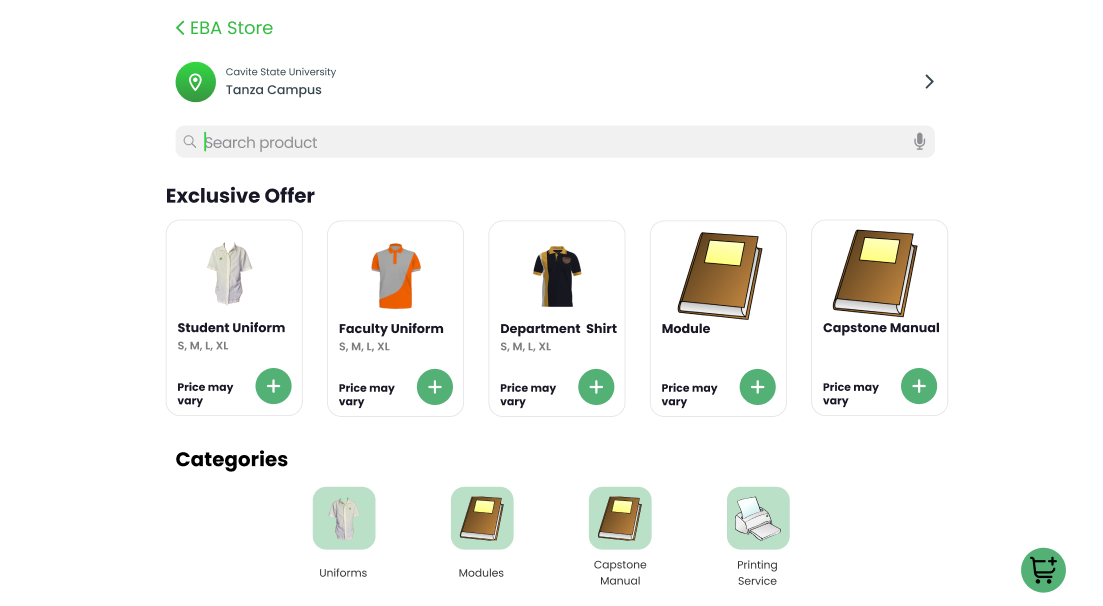 EBA Store
Cavite State University
Tanza Campus
Search product
Exclusive Offer
Student Uniform
S, M, L, XL
Price may
vary
Faculty Uniform
S, M, L, XL
Price may
vary
Department Shirt
S, M, L, XL
Price may
vary
Module
Price may
vary
Capstone Manual
Price may
vary
Categories
Uniforms
Modules
Capstone
Manual
Printing
Service